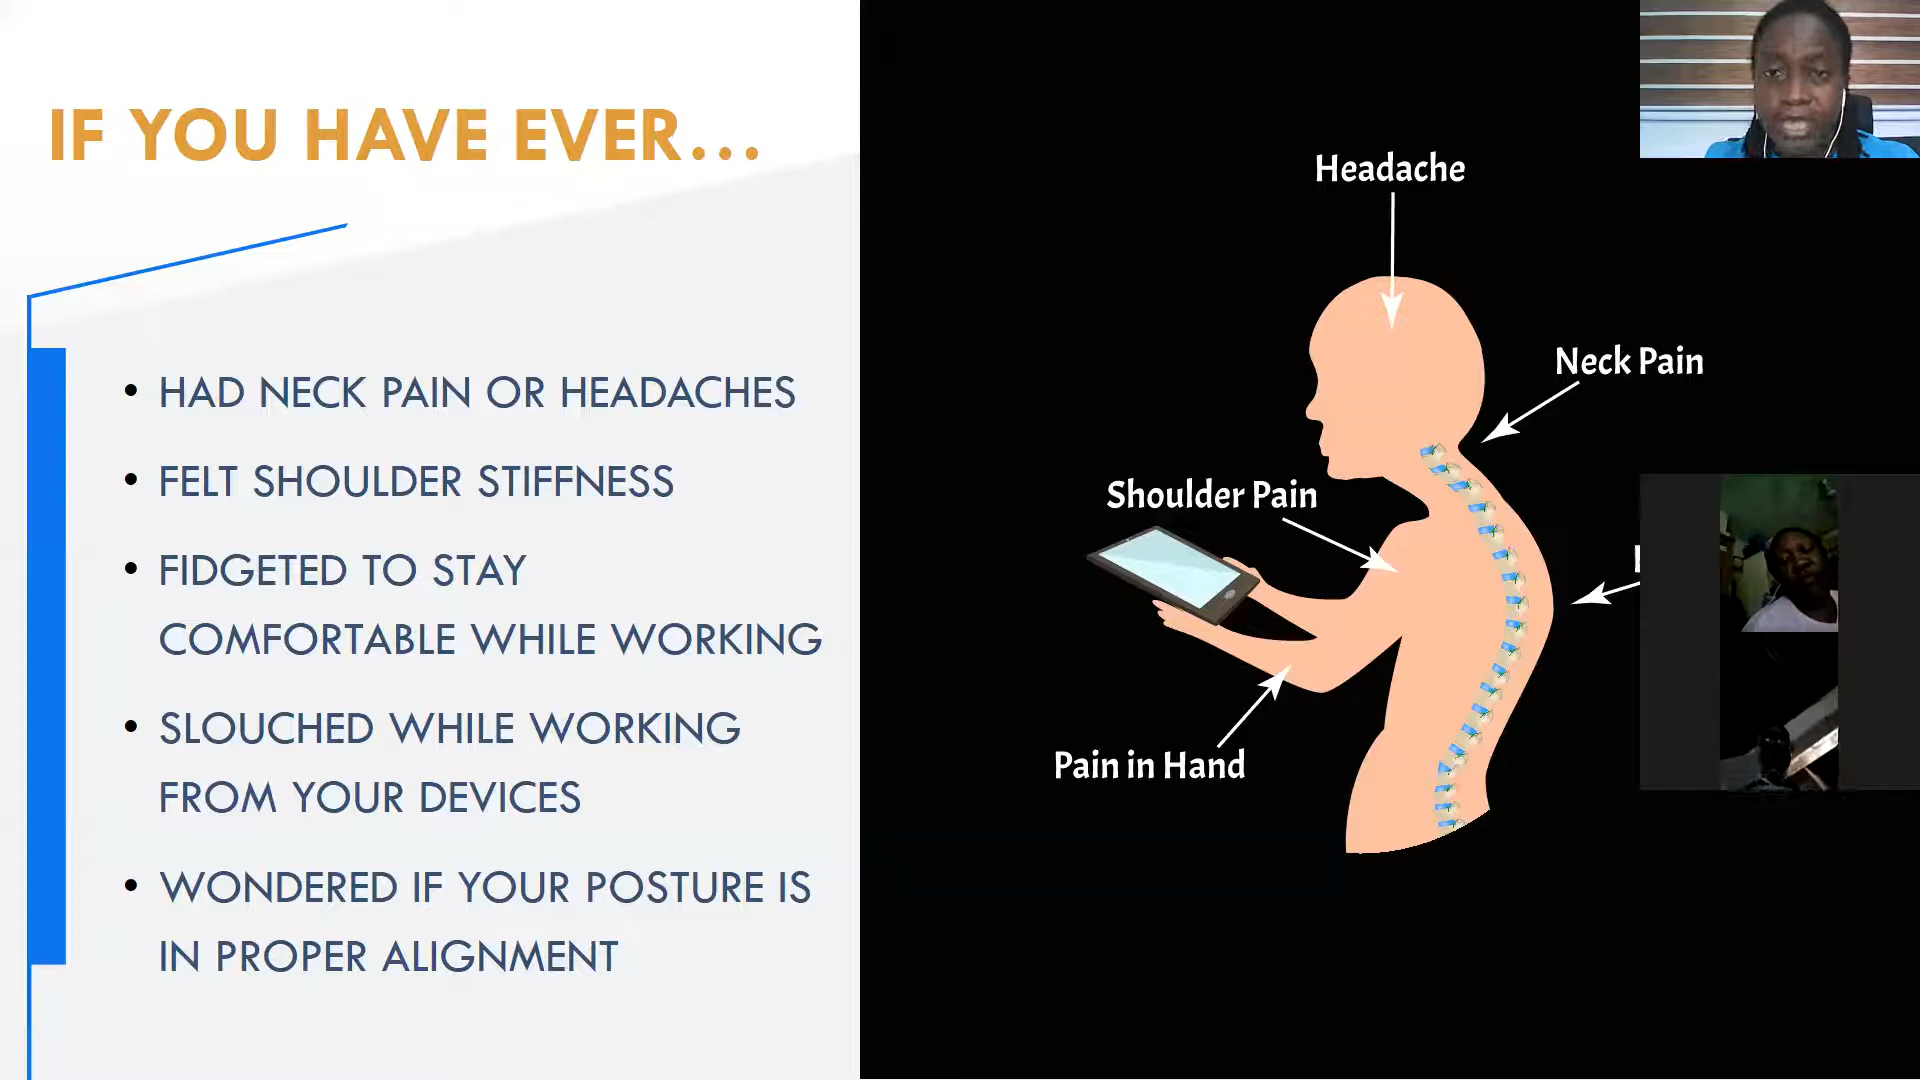 IF YOU HAVE EVER...
• HAD NECK PAIN OR HEADACHES
• FELT SHOULDER STIFFNESS
• FIDGETED TO STAY
COMFORTABLE WHILE WORKING
• SLOUCHED WHILE WORKING
FROM YOUR DEVICES
• WONDERED IF YOUR POSTURE IS
IN PROPER ALIGNMENT
Headache
Neck Pain
Shoulder Pain
Pain in Hand